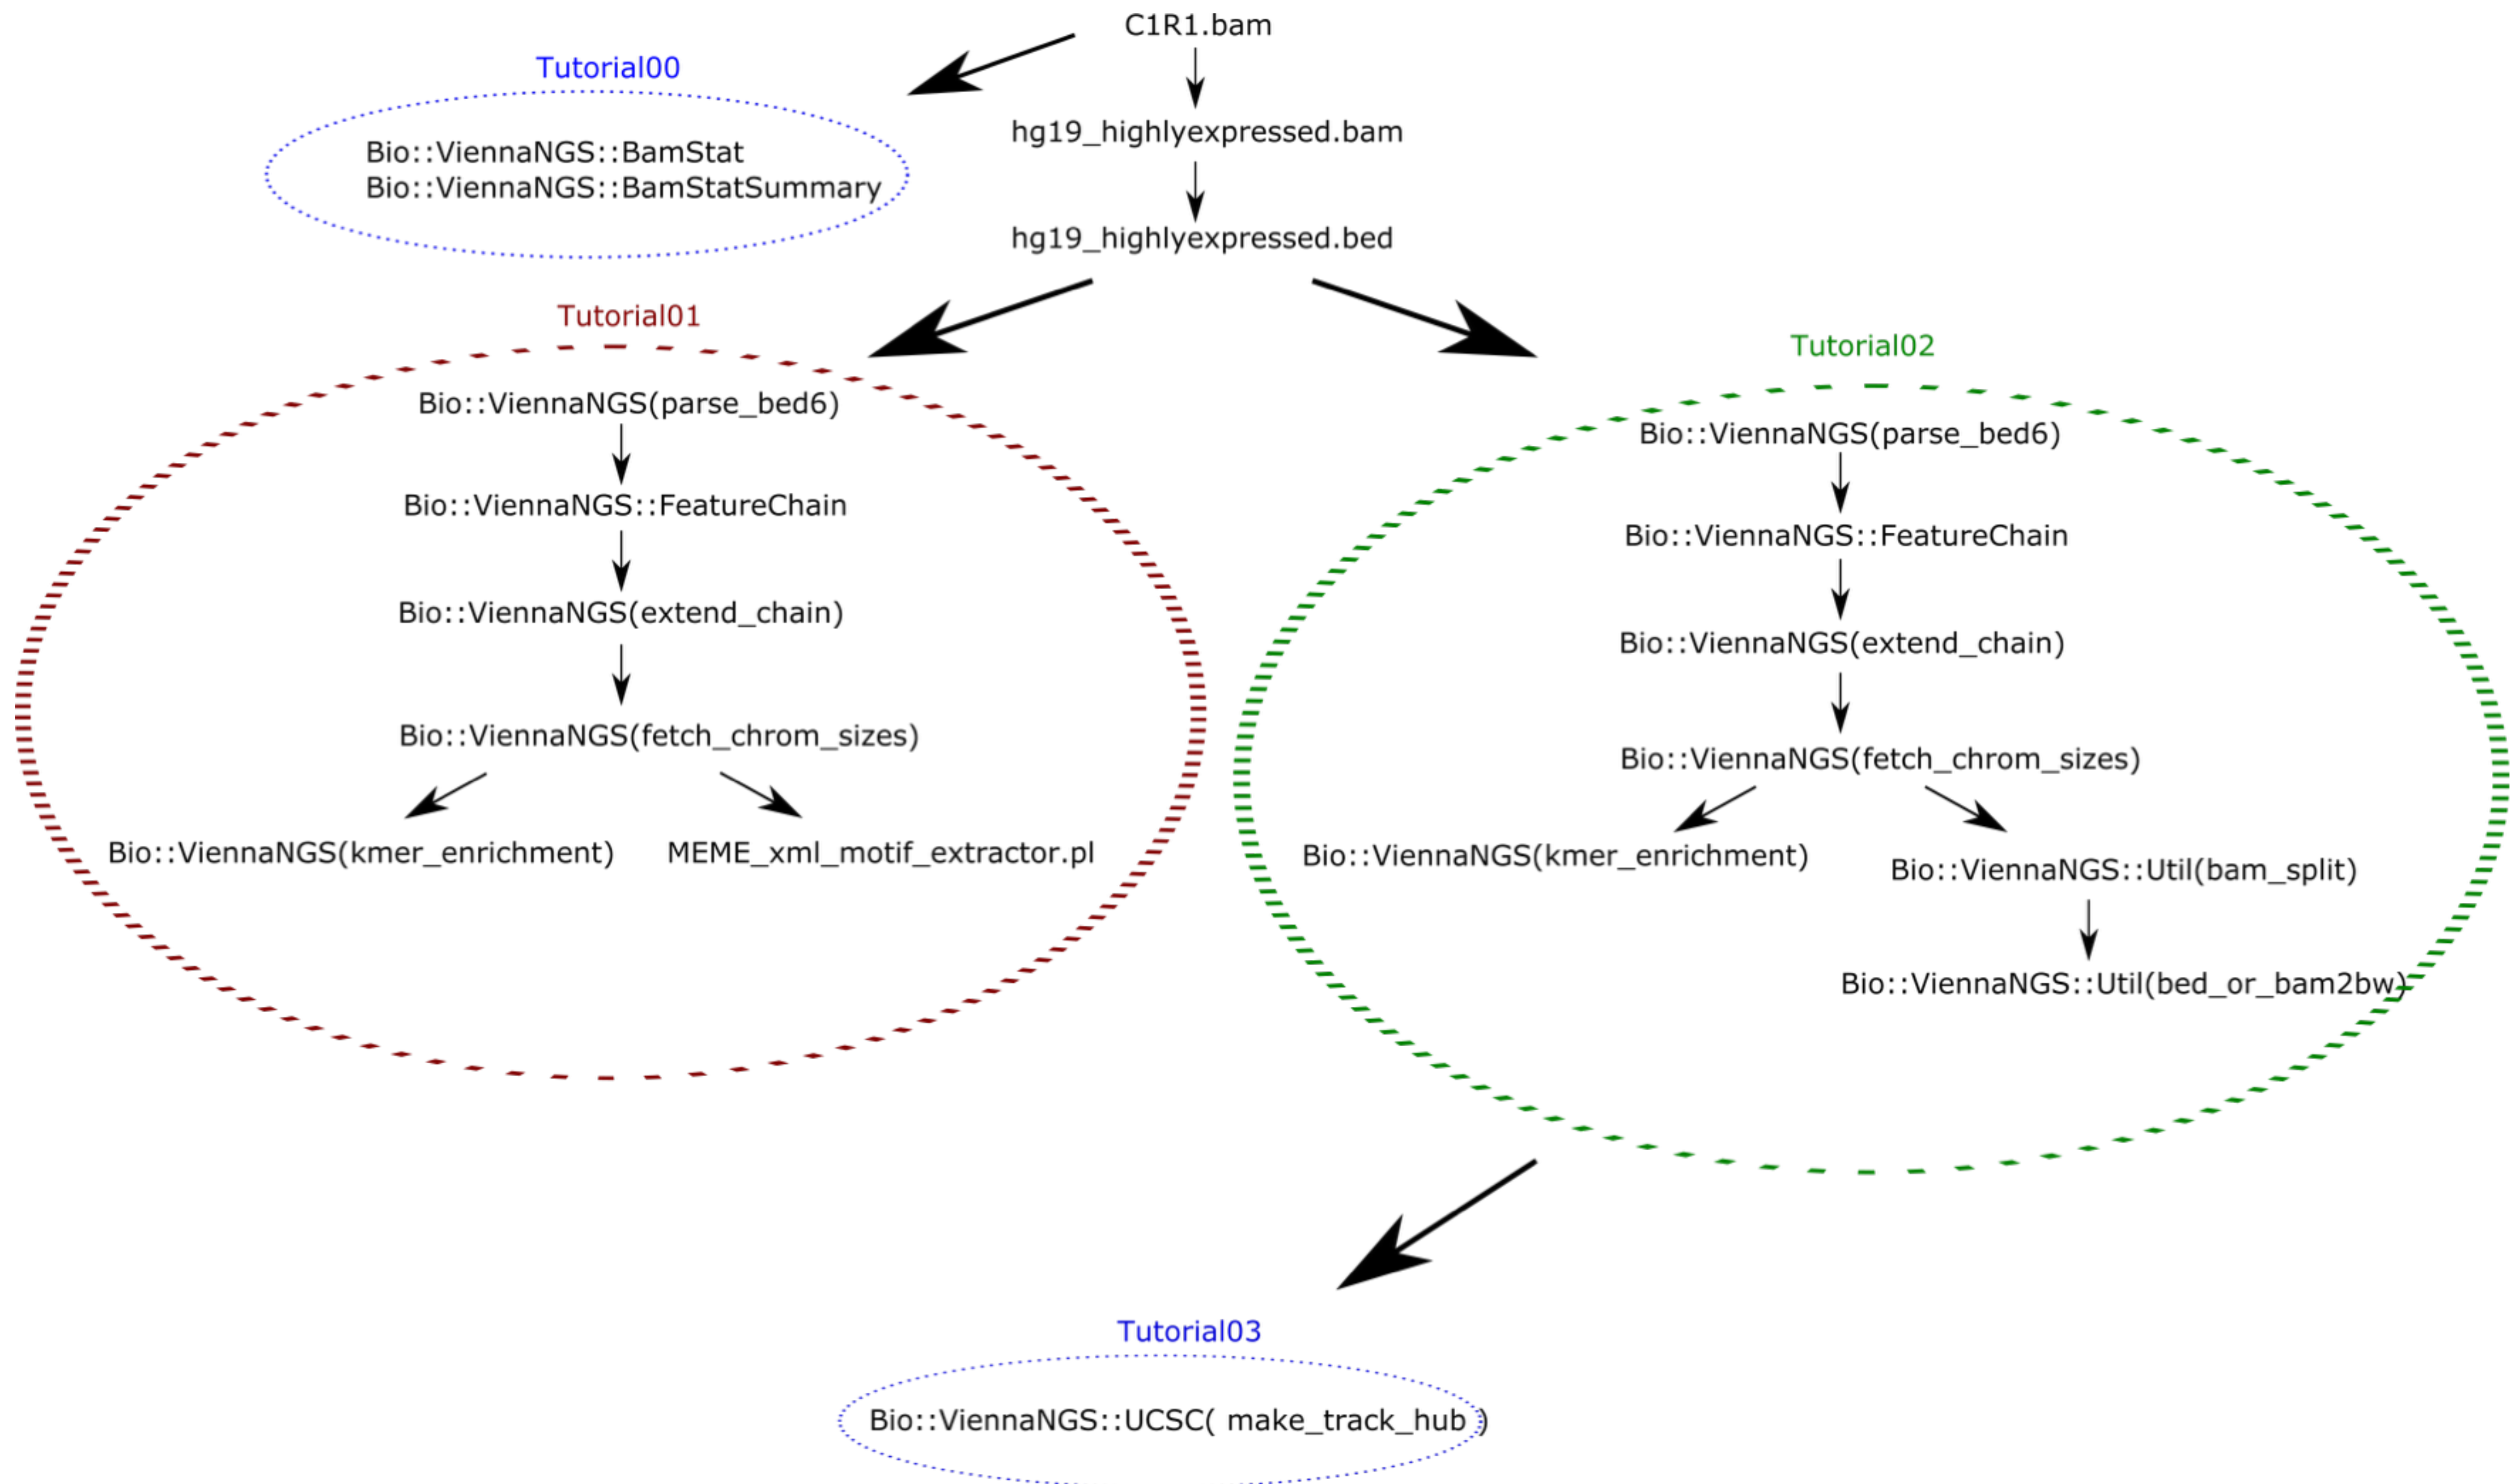 C1R1.bam
Tutorial00
Bio::ViennaNGS::BamStat
Bio::ViennaNGS::BamStatSummary
hg19_highlyexpressed.bam
hg19_highlyexpressed.bed
Tutorial01
Bio::ViennaNGS(parse_bed6)
Bio::ViennaNGS::FeatureChain
Bio::ViennaNGS(extend_chain)
Bio::ViennaNGS(fetch_chrom_sizes)
Bio::ViennaNGS(kmer_enrichment)
MEME_xml_motif_extractor.pl
Tutorial02
Bio::ViennaNGS(parse_bed6)
Bio::ViennaNGS::FeatureChain
Bio::ViennaNGS(extend_chain)
Bio::ViennaNGS(fetch_chrom_sizes)
Bio::ViennaNGS(kmer_enrichment)
Bio::ViennaNGS::Util(bam_split)
Bio::ViennaNGS::Util(bed_or_bam2bw)
Tutorial03
Bio::ViennaNGS::UCSC( make_track_hub )